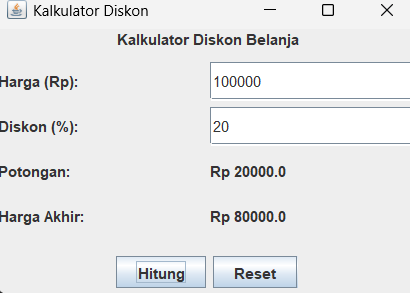 Kalkulator Diskon
Kalkulator Diskon Belanja
Harga (Rp): 100000
Diskon (%): 20
Potongan: Rp 20000.0
Harga Akhir: Rp 80000.0
Hitung Reset